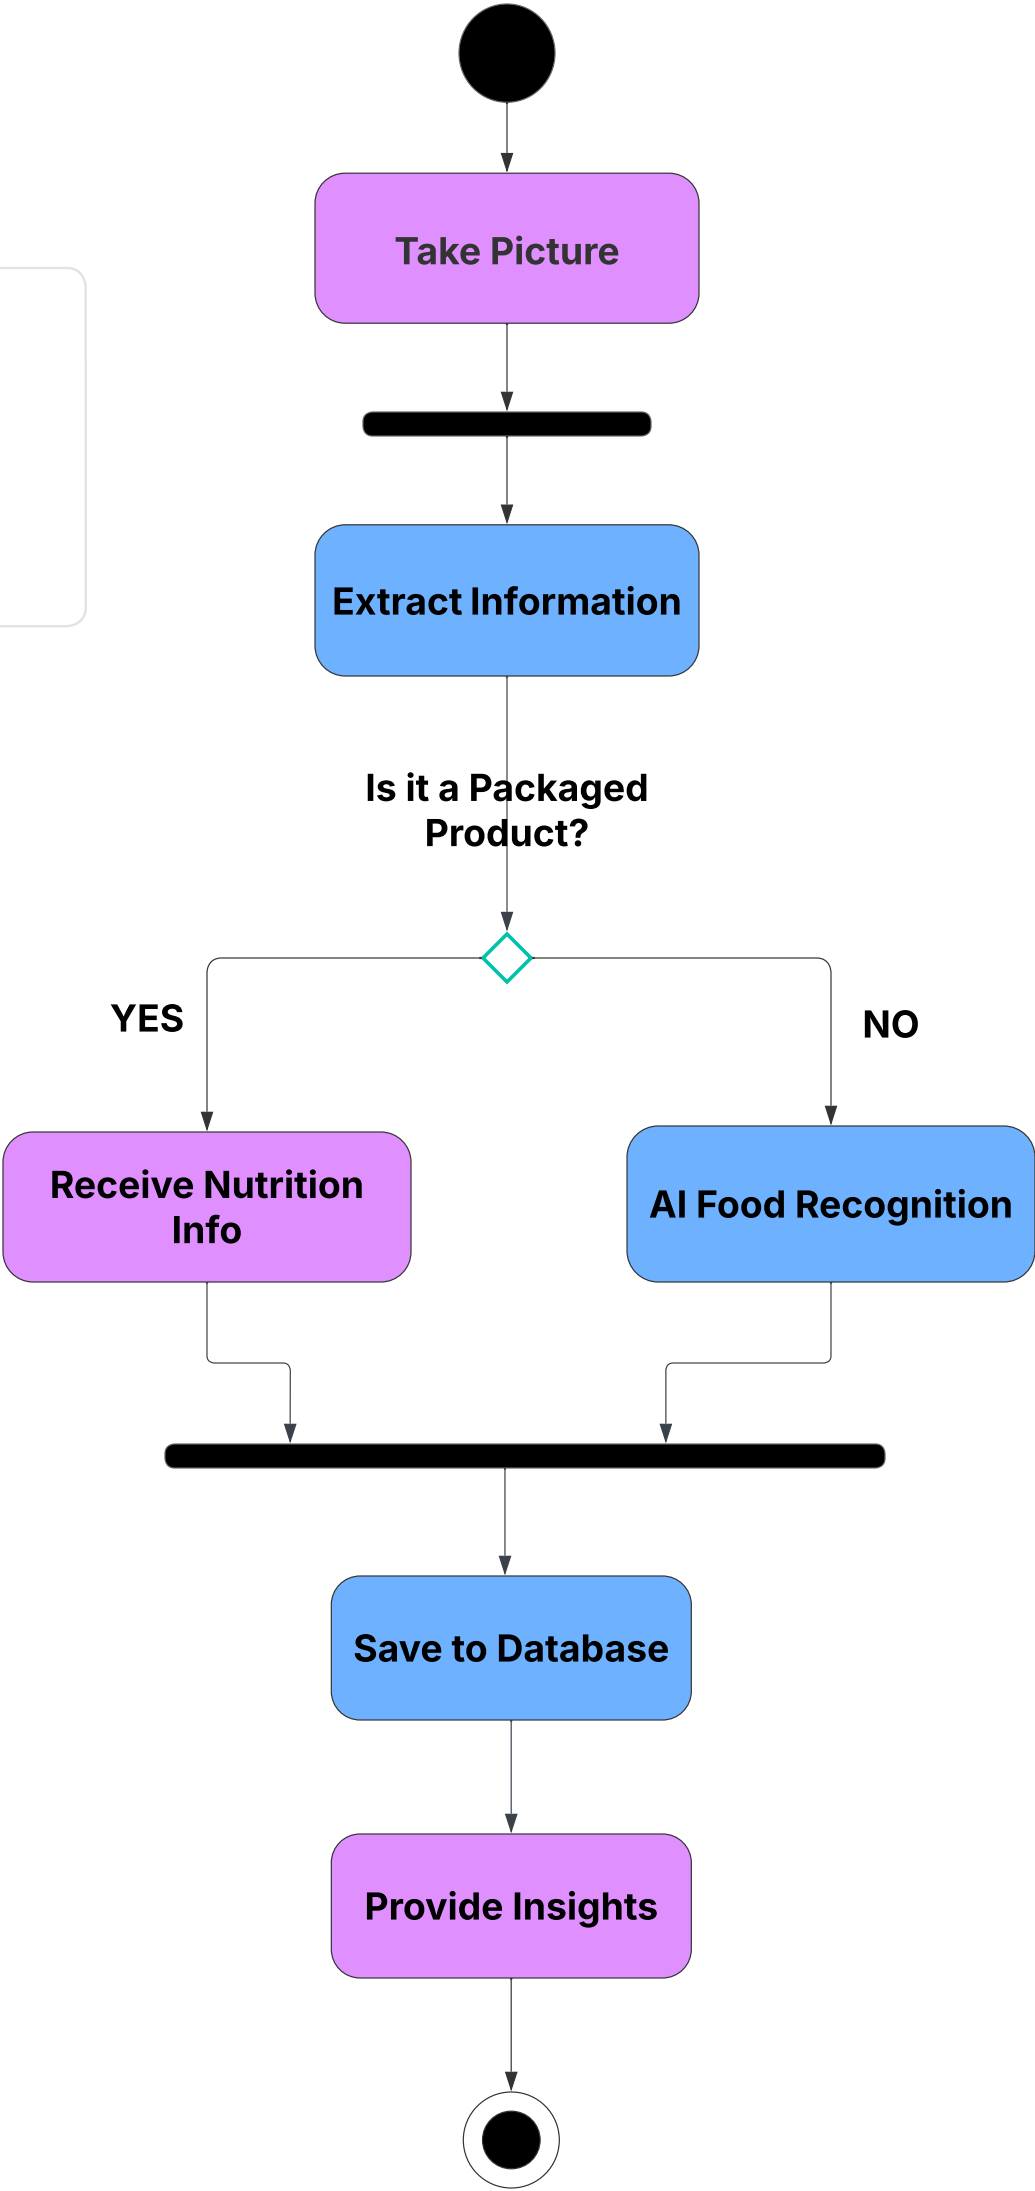 Take Picture
Extract Information
Is it a Packaged
Product?
YES
NO
Receive Nutrition
Info
AI Food Recognition
Save to Database
Provide Insights